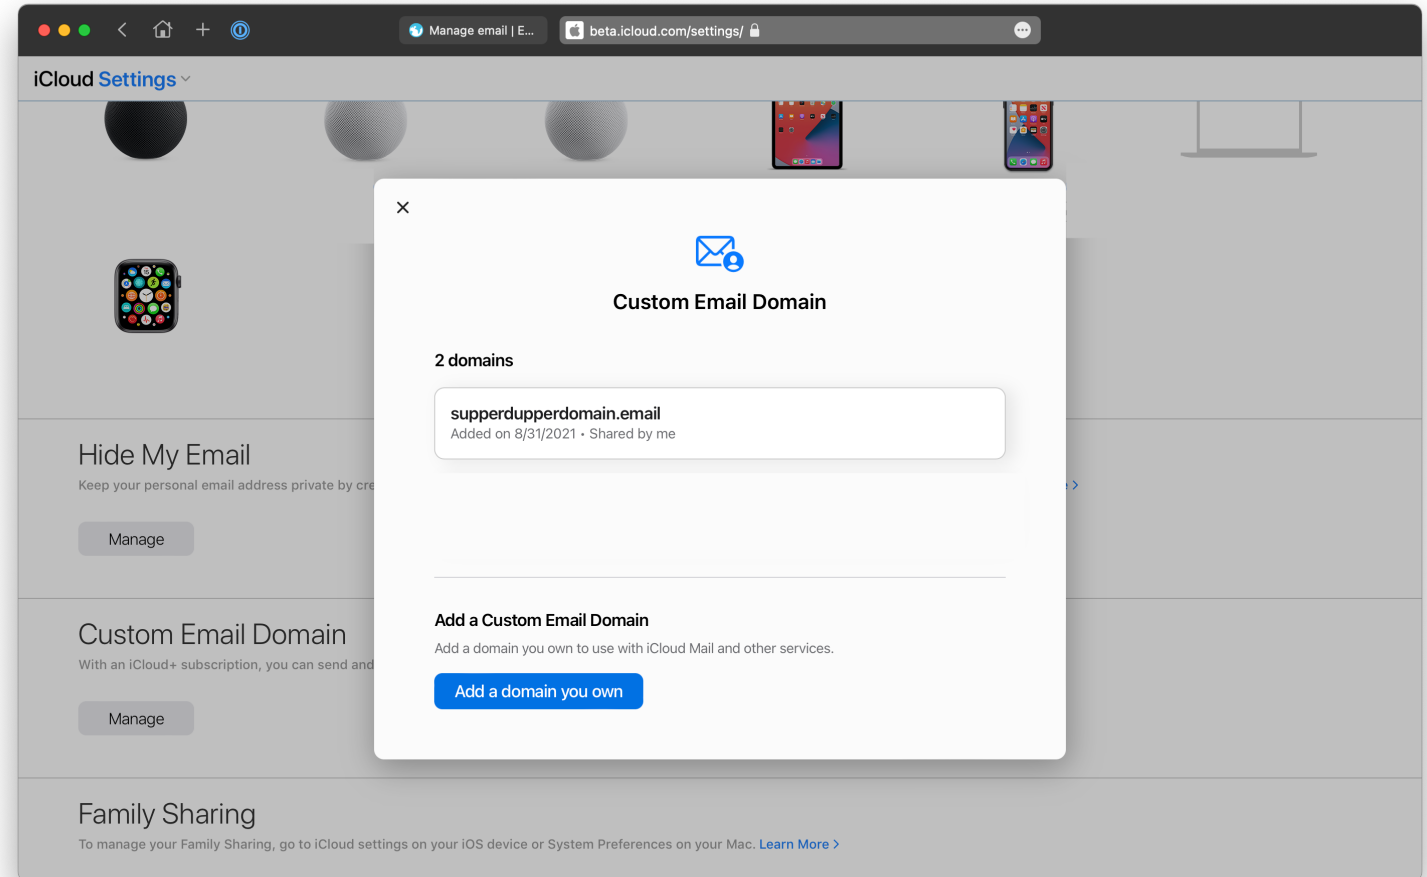 Manage email | E...
beta.icloud.com/settings/
iCloud Settings
Custom Email Domain
2 domains
supperdupperdomain.email
Added on 8/31/2021 • Shared by me
Hide My Email
Keep your personal email address private by cre
Manage
Add a Custom Email Domain
Add a domain you own to use with iCloud Mail and other services.
Add a domain you own
Custom Email Domain
With an iCloud+ subscription, you can send and
Manage
Family Sharing
To manage your Family Sharing, go to iCloud settings on your iOS device or System Preferences on your Mac. Learn More >